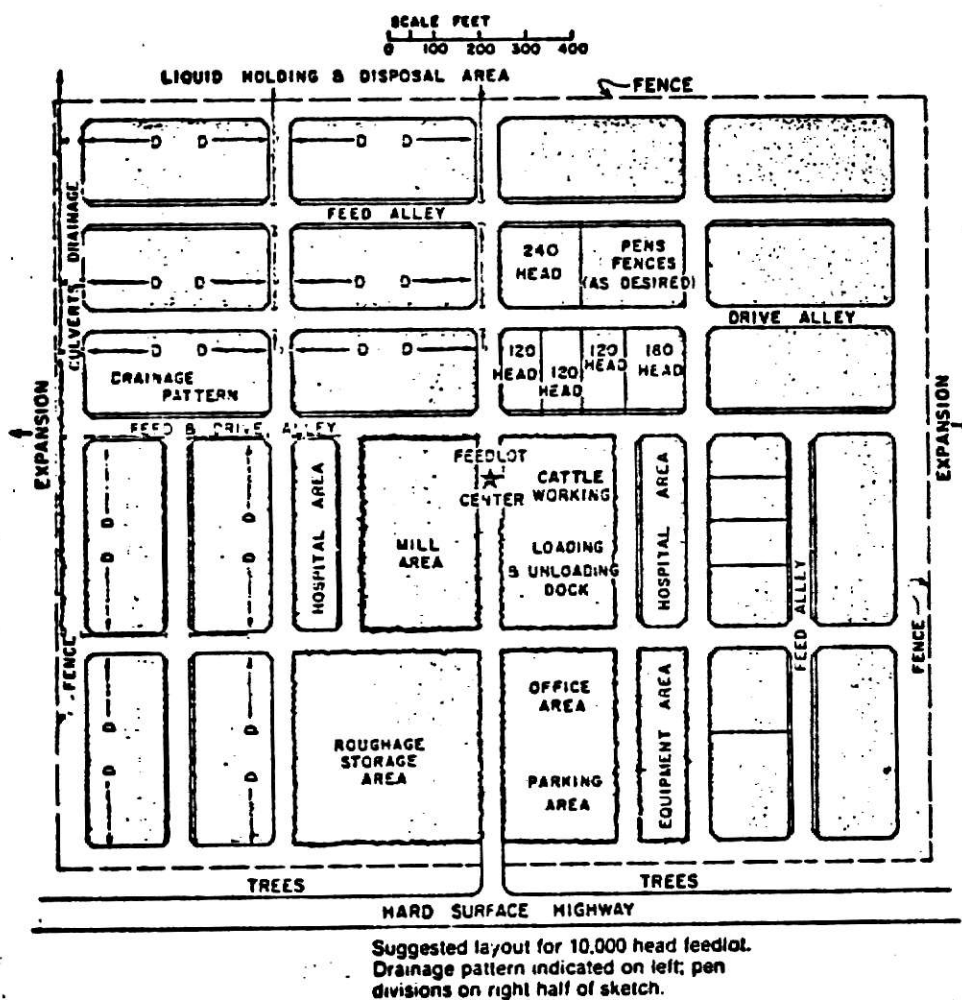 SCALE FEET
0 100 200 300 400
LIQUID HOLDING & DISPOSAL AREA
FENCE
D D D D
CULVERTS DRAINAGE
FEED ALLEY
240
HEAD
PENS
FENCES
(AS DESIRED)
D D D D
DRIVE ALLEY
D D D D
120
HEAD
120
HEAD
120
HEAD
180
HEAD
DRAINAGE
PATTERN
EXPANSION
EXPANSION
FEED & DRIVE ALLEY
FEEDLOT
CENTER
HOSPITAL AREA
MILL
AREA
CATTLE
WORKING
LOADING
& UNLOADING
DOCK
HOSPITAL AREA
D
D
D
D
FEED ALLY
FENCE
FENCE
ROUGHAGE
STORAGE
AREA
OFFICE
AREA
PARKING
AREA
EQUIPMENT AREA
D
D
D
D
TREES
TREES
HARD SURFACE HIGHWAY
Suggested layout for 10,000 head feedlot.
Drainage pattern indicated on left; pen
divisions on right half of sketch.